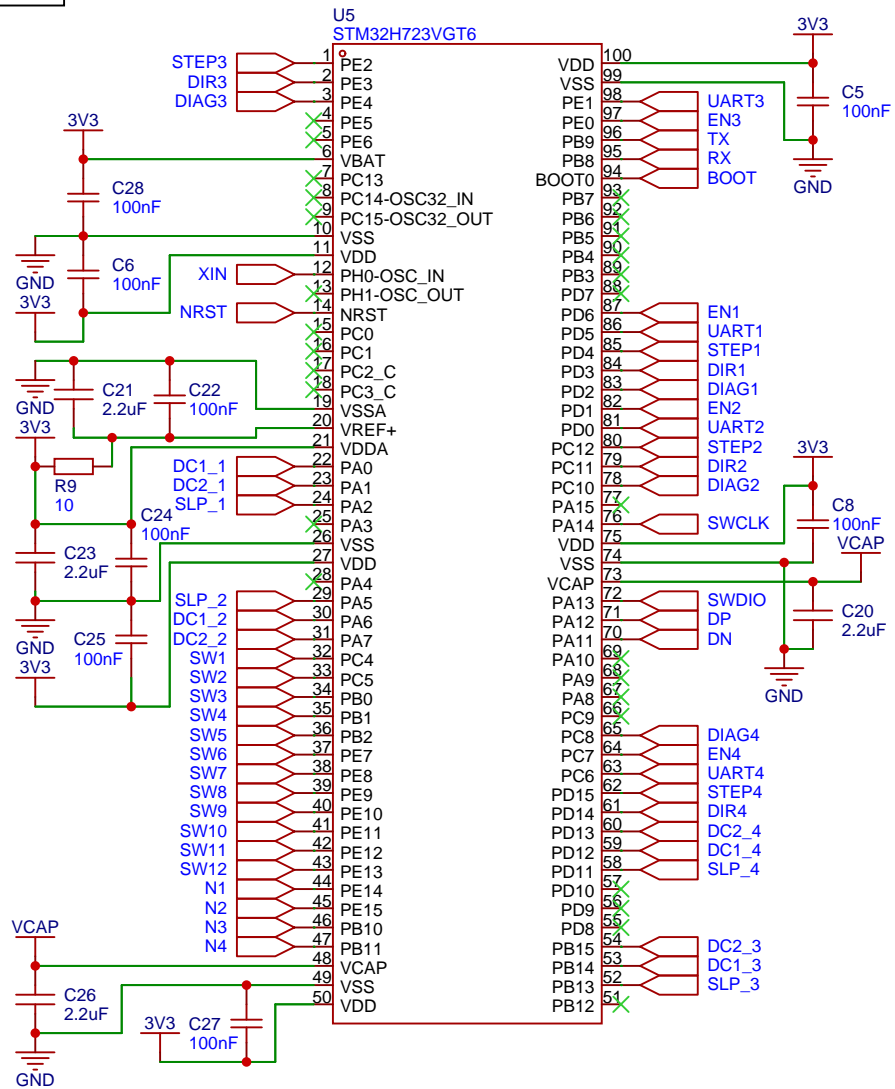 U5
STM32H723VGT6
STEP3 1 PE2
DIR3 2 PE3
DIAG3 3 PE4
4 PE5
5 PE6
3V3 6 VBAT
7 PC13
C28
100nF
8 PC14-OSC32_IN
9 PC15-OSC32_OUT
10 VSS
GND
11 VDD
C6
100nF
3V3
XIN 12 PH0-OSC_IN
13 PH1-OSC_OUT
NRST 14 NRST
15 PC0
16 PC1
17 PC2_C
18 PC3_C
GND
C21
2.2uF
C22
100nF
19 VSSA
20 VREF+
3V3
21 VDDA
R9
10
DC1_1 22 PA0
DC2_1 23 PA1
SLP_1 24 PA2
25 PA3
C24
100nF
26 VSS
C23
2.2uF
27 VDD
28 PA4
GND
C25
100nF
3V3
SLP_2 29 PA5
DC1_2 30 PA6
DC2_2 31 PA7
SW1 32 PC4
SW2 33 PC5
SW3 34 PB0
SW4 35 PB1
SW5 36 PB2
SW6 37 PE7
SW7 38 PE8
SW8 39 PE9
SW9 40 PE10
SW10 41 PE11
SW11 42 PE12
SW12 43 PE13
N1 44 PE14
N2 45 PE15
N3 46 PB10
N4 47 PB11
VCAP
48 VCAP
49 VSS
50 VDD
C26
2.2uF
GND
3V3
C27
100nF
3V3
VDD 100
VSS 99
C5
100nF
GND
PE1 98 UART3
PE0 97 EN3
PB9 96 TX
PB8 95 RX
BOOT0 94 BOOT
PB7 93
PB6 92
PB5 91
PB4 90
PB3 89
PD7 88
PD6 87 EN1
PD5 86 UART1
PD4 85 STEP1
PD3 84 DIR1
PD2 83 DIAG1
PD1 82 EN2
PD0 81 UART2
PC12 80 STEP2
PC11 79 DIR2
PC10 78 DIAG2
3V3
PA15 77
PA14 76 SWCLK
C8
100nF
VDD 75
VSS 74
VCAP
VCAP 73
PA13 72 SWDIO
PA12 71 DP
PA11 70 DN
C20
2.2uF
GND
PA10 69
PA9 68
PA8 67
PC9 66
PC8 65 DIAG4
PC7 64 EN4
PC6 63 UART4
PD15 62 STEP4
PD14 61 DIR4
PD13 60 DC2_4
PD12 59 DC1_4
PD11 58 SLP_4
PD10 57
PD9 56
PD8 55
PB15 54 DC2_3
PB14 53 DC1_3
PB13 52 SLP_3
PB12 51